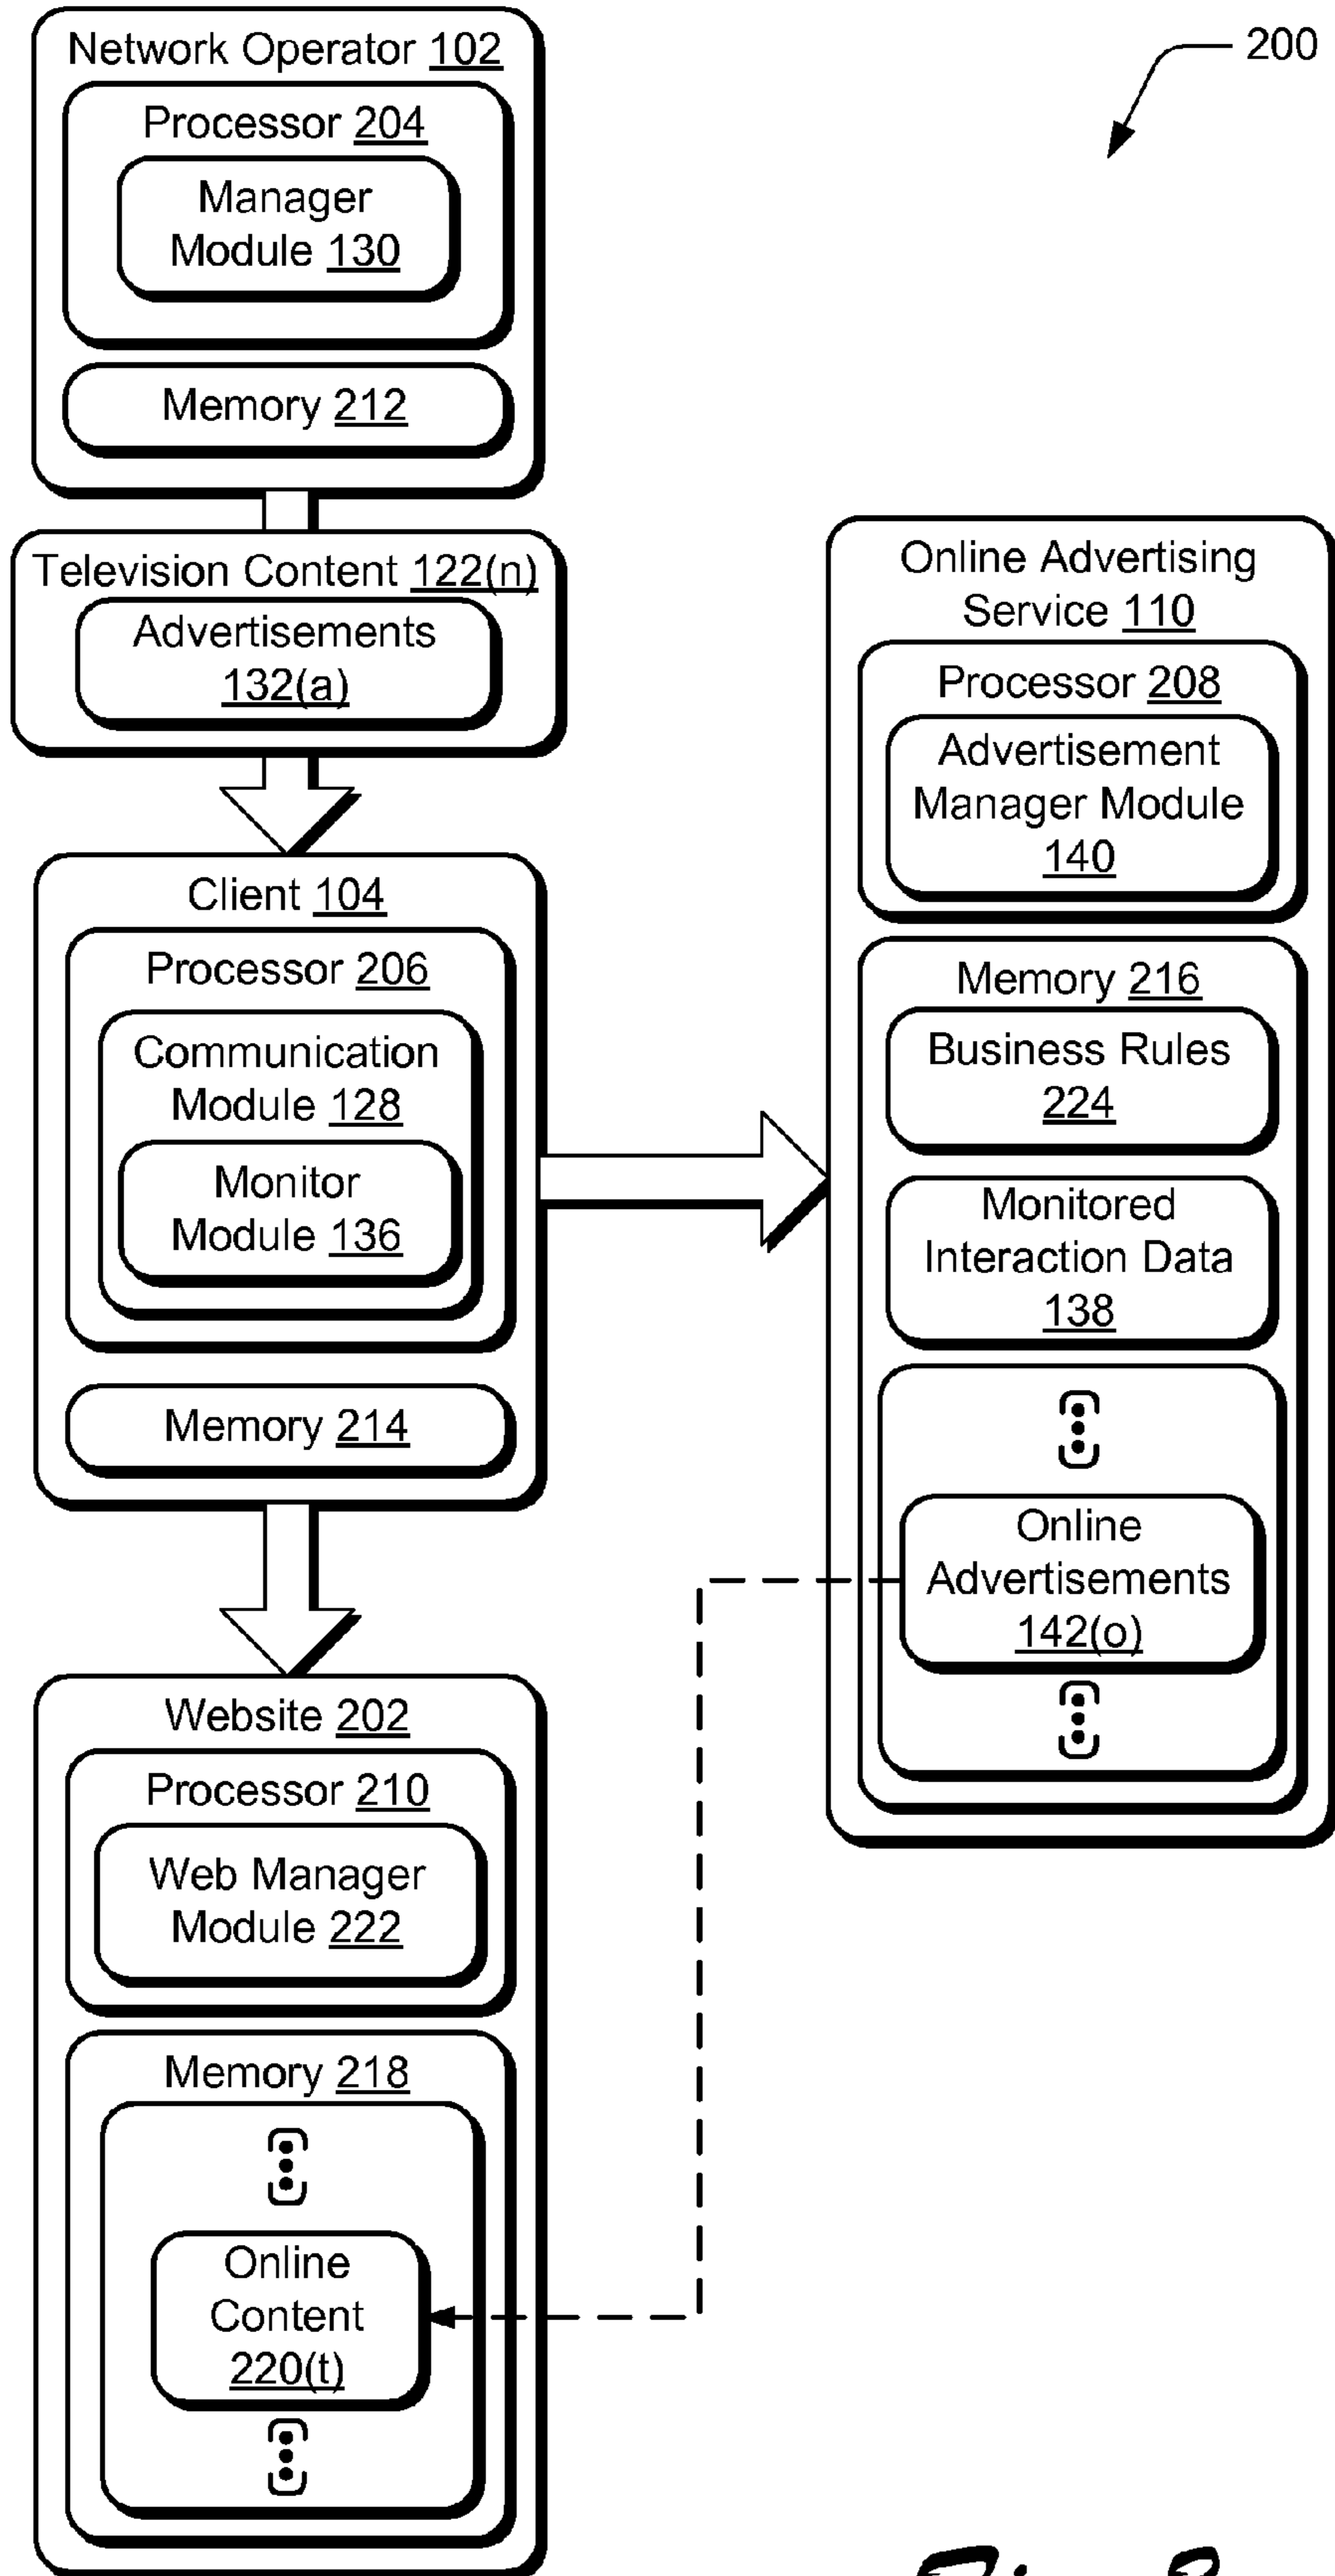 200
Network Operator 102
Processor 204
Manager
Module 130
Memory 212
Television Content 122(n)
Advertisements
132(a)
Client 104
Processor 206
Communication
Module 128
Monitor
Module 136
Memory 214
Website 202
Processor 210
Web Manager
Module 222
Memory 218
Online
Content
220(t)
Online Advertising
Service 110
Processor 208
Advertisement
Manager Module
140
Memory 216
Business Rules
224
Monitored
Interaction Data
138
Online
Advertisements
142(o)